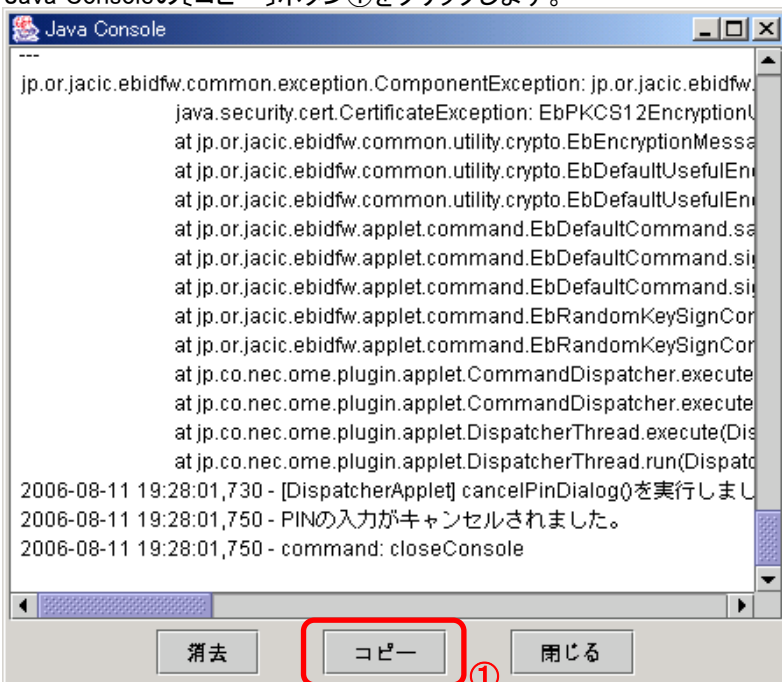 Java Consoleの[コピー]ボタン①をクリックします。
Java Console
---
jp.or.jacic.ebidfw.common.exception.ComponentException: jp.or.jacic.ebidfw.
java.security.cert.CertificateException: EbPKCS12Encryption
at jp.or.jacic.ebidfw.common.utility.crypto.EbEncryptionMessa
at jp.or.jacic.ebidfw.common.utility.crypto.EbDefaultUsefulEn
at jp.or.jacic.ebidfw.common.utility.crypto.EbDefaultUsefulEn
at jp.or.jacic.ebidfw.applet.command.EbDefaultCommand.sa
at jp.or.jacic.ebidfw.applet.command.EbDefaultCommand.si
at jp.or.jacic.ebidfw.applet.command.EbDefaultCommand.si
at jp.or.jacic.ebidfw.applet.command.EbRandomKeySignCor
at jp.or.jacic.ebidfw.applet.command.EbRandomKeySignCor
at jp.co.nec.ome.plugin.applet.CommandDispatcher.execute
at jp.co.nec.ome.plugin.applet.CommandDispatcher.execute
at jp.co.nec.ome.plugin.applet.DispatcherThread.execute(Dis
at jp.co.nec.ome.plugin.applet.DispatcherThread.run(Dispatc
2006-08-11 19:28:01,730 - [DispatcherApplet] cancelPinDialog()を実行しまし
2006-08-11 19:28:01,750 - PINの入力がキャンセルされました。
2006-08-11 19:28:01,750 - command: closeConsole
消去 コピー 閉じる
①